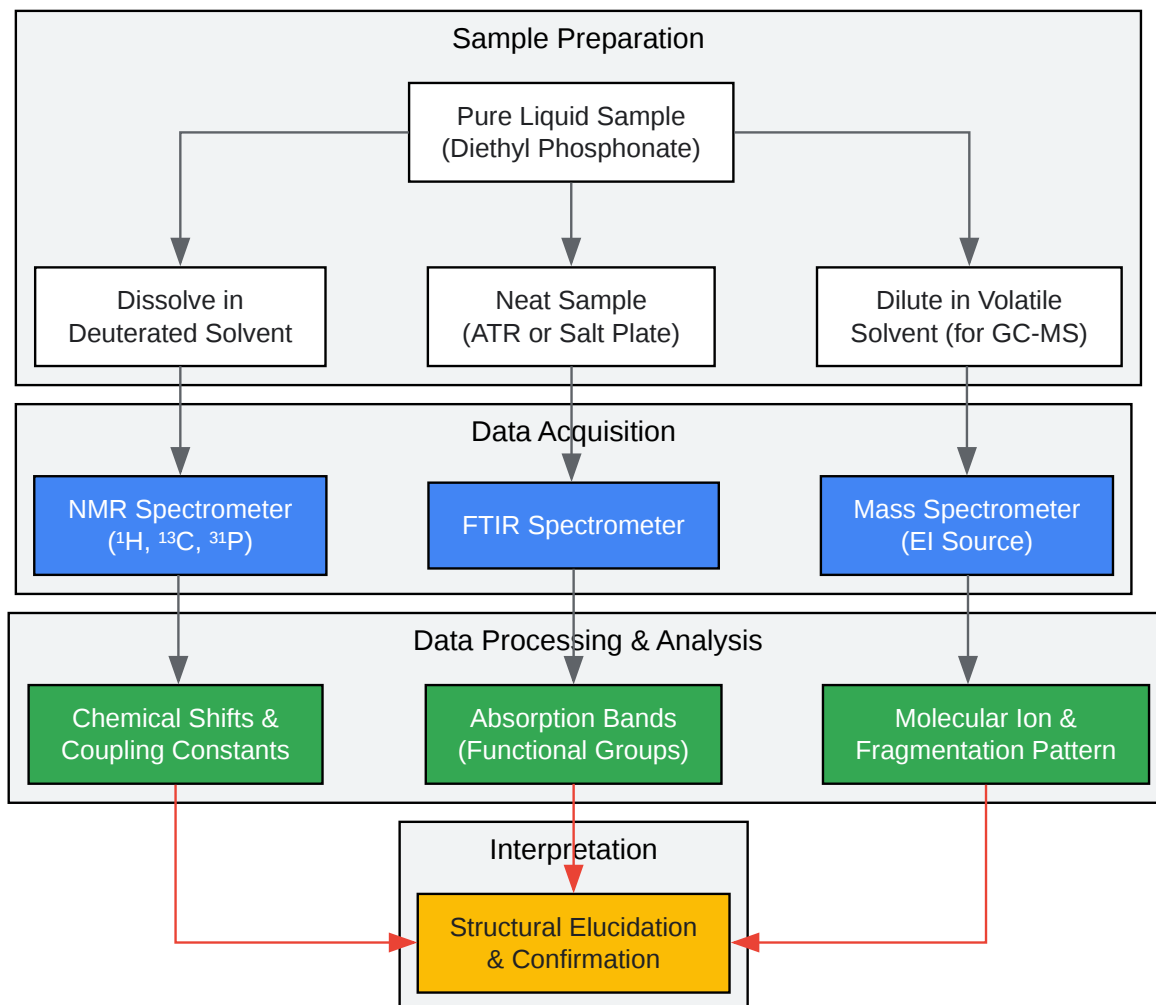 Sample Preparation
Pure Liquid Sample
(Diethyl Phosphonate)
Dissolve in
Deuterated Solvent
Neat Sample
(ATR or Salt Plate)
Dilute in Volatile
Solvent (for GC-MS)
Data Acquisition
NMR Spectrometer
(¹H, ¹³C, ³¹P)
FTIR Spectrometer
Mass Spectrometer
(EI Source)
Data Processing & Analysis
Chemical Shifts &
Coupling Constants
Absorption Bands
(Functional Groups)
Molecular Ion &
Fragmentation Pattern
Interpretation
Structural Elucidation
& Confirmation